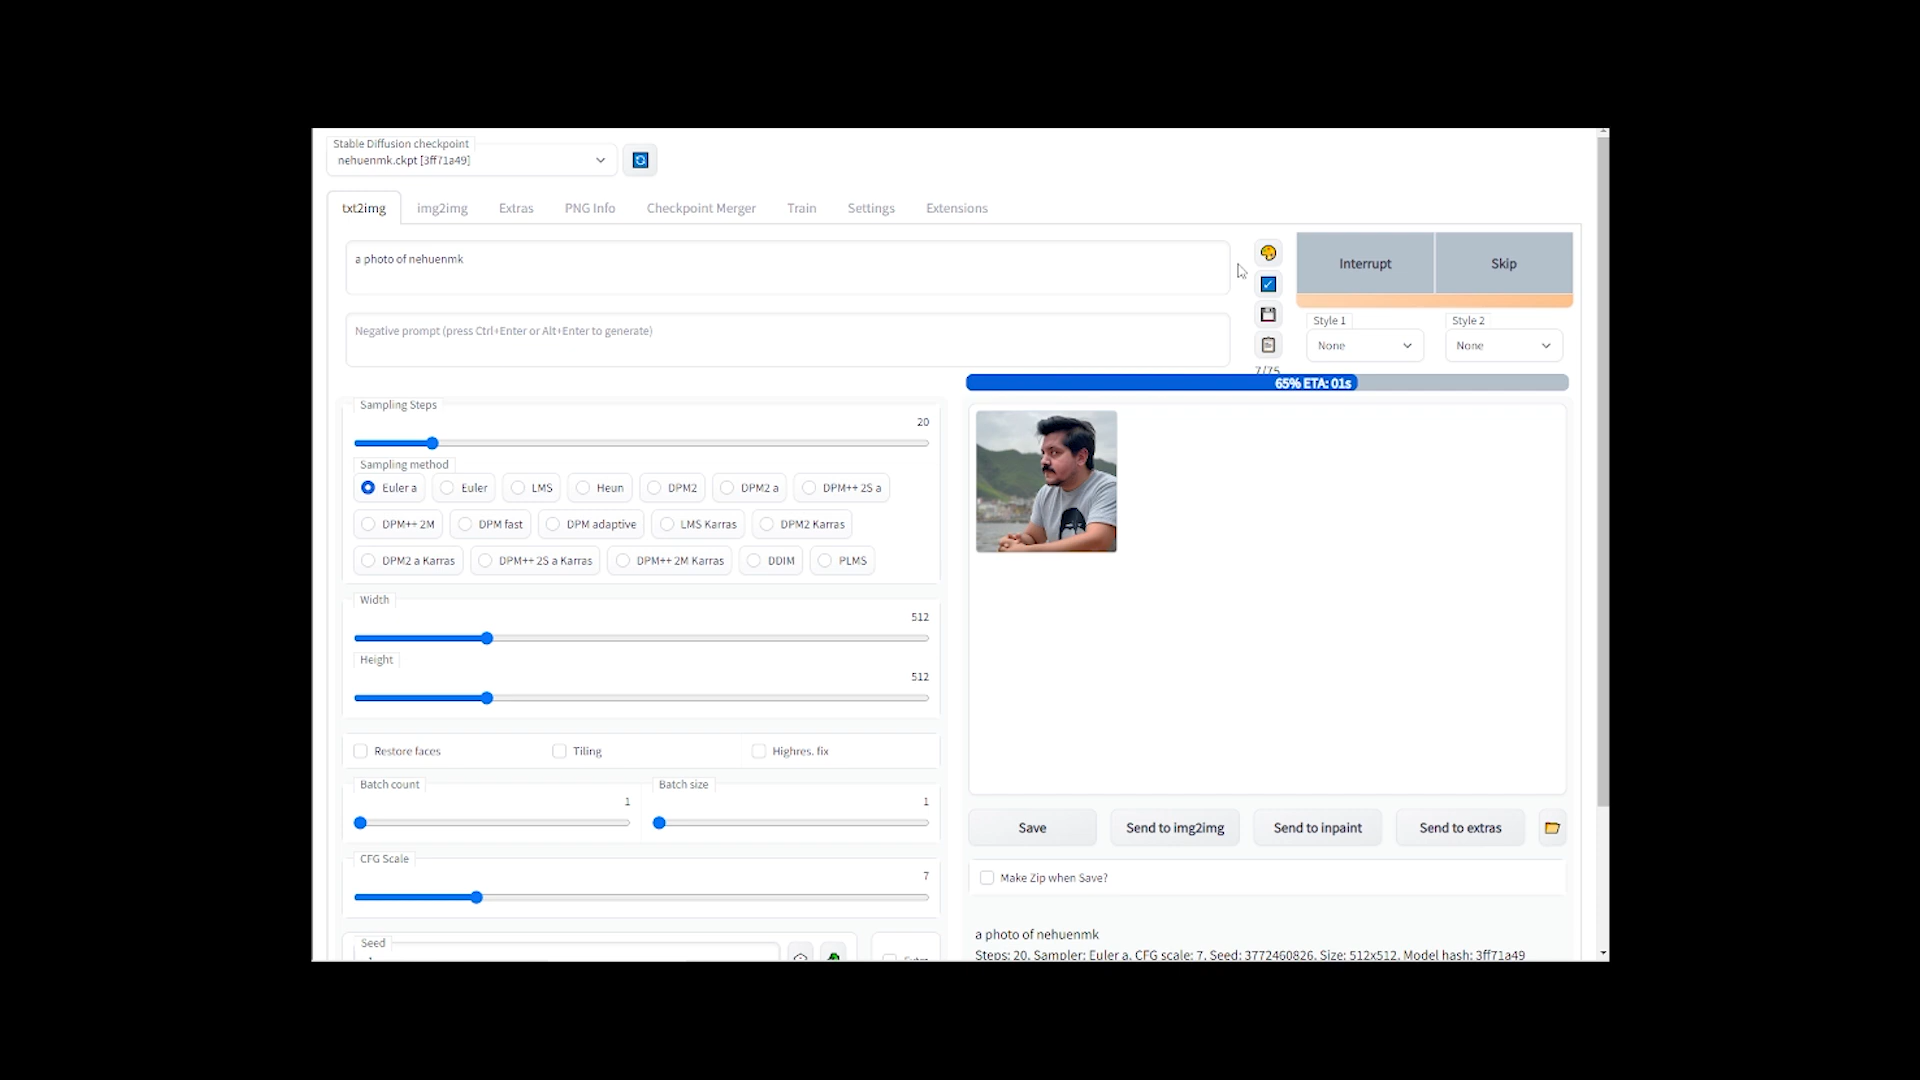 Stable Diffusion checkpoint
nehuenmk.ckpt [3ff71a49]
txt2img img2img Extras PNG Info Checkpoint Merger Train Settings Extensions
a photo of nehuenmk
Interrupt Skip
Negative prompt (press Ctrl+Enter or Alt+Enter to generate)
Style 1 Style 2
None None
7/75
65% ETA: 01s
Sampling Steps
20
Sampling method
Euler a Euler LMS Heun DPM2 DPM2 a DPM++ 2S a
DPM++ 2M DPM fast DPM adaptive LMS Karras DPM2 Karras
DPM2 a Karras DPM++ 2S a Karras DPM++ 2M Karras DDIM PLMS
Width
512
Height
512
Restore faces Tiling Highres. fix
Batch count Batch size
1 1
CFG Scale
7
Seed
Save Send to img2img Send to inpaint Send to extras
Make Zip when Save?
a photo of nehuenmk
Steps: 20, Sampler: Euler a, CFG scale: 7, Seed: 3772460826, Size: 512x512, Model hash: 3ff71a49